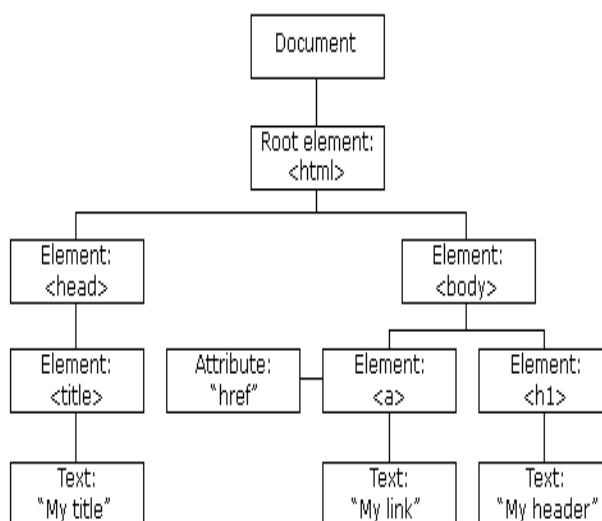 Document
Root element:
<html>
Element:
<head>
Element:
<body>
Element:
<title>
Attribute:
"href"
Element:
<a>
Element:
<h1>
Text:
"My title"
Text:
"My link"
Text:
"My header"